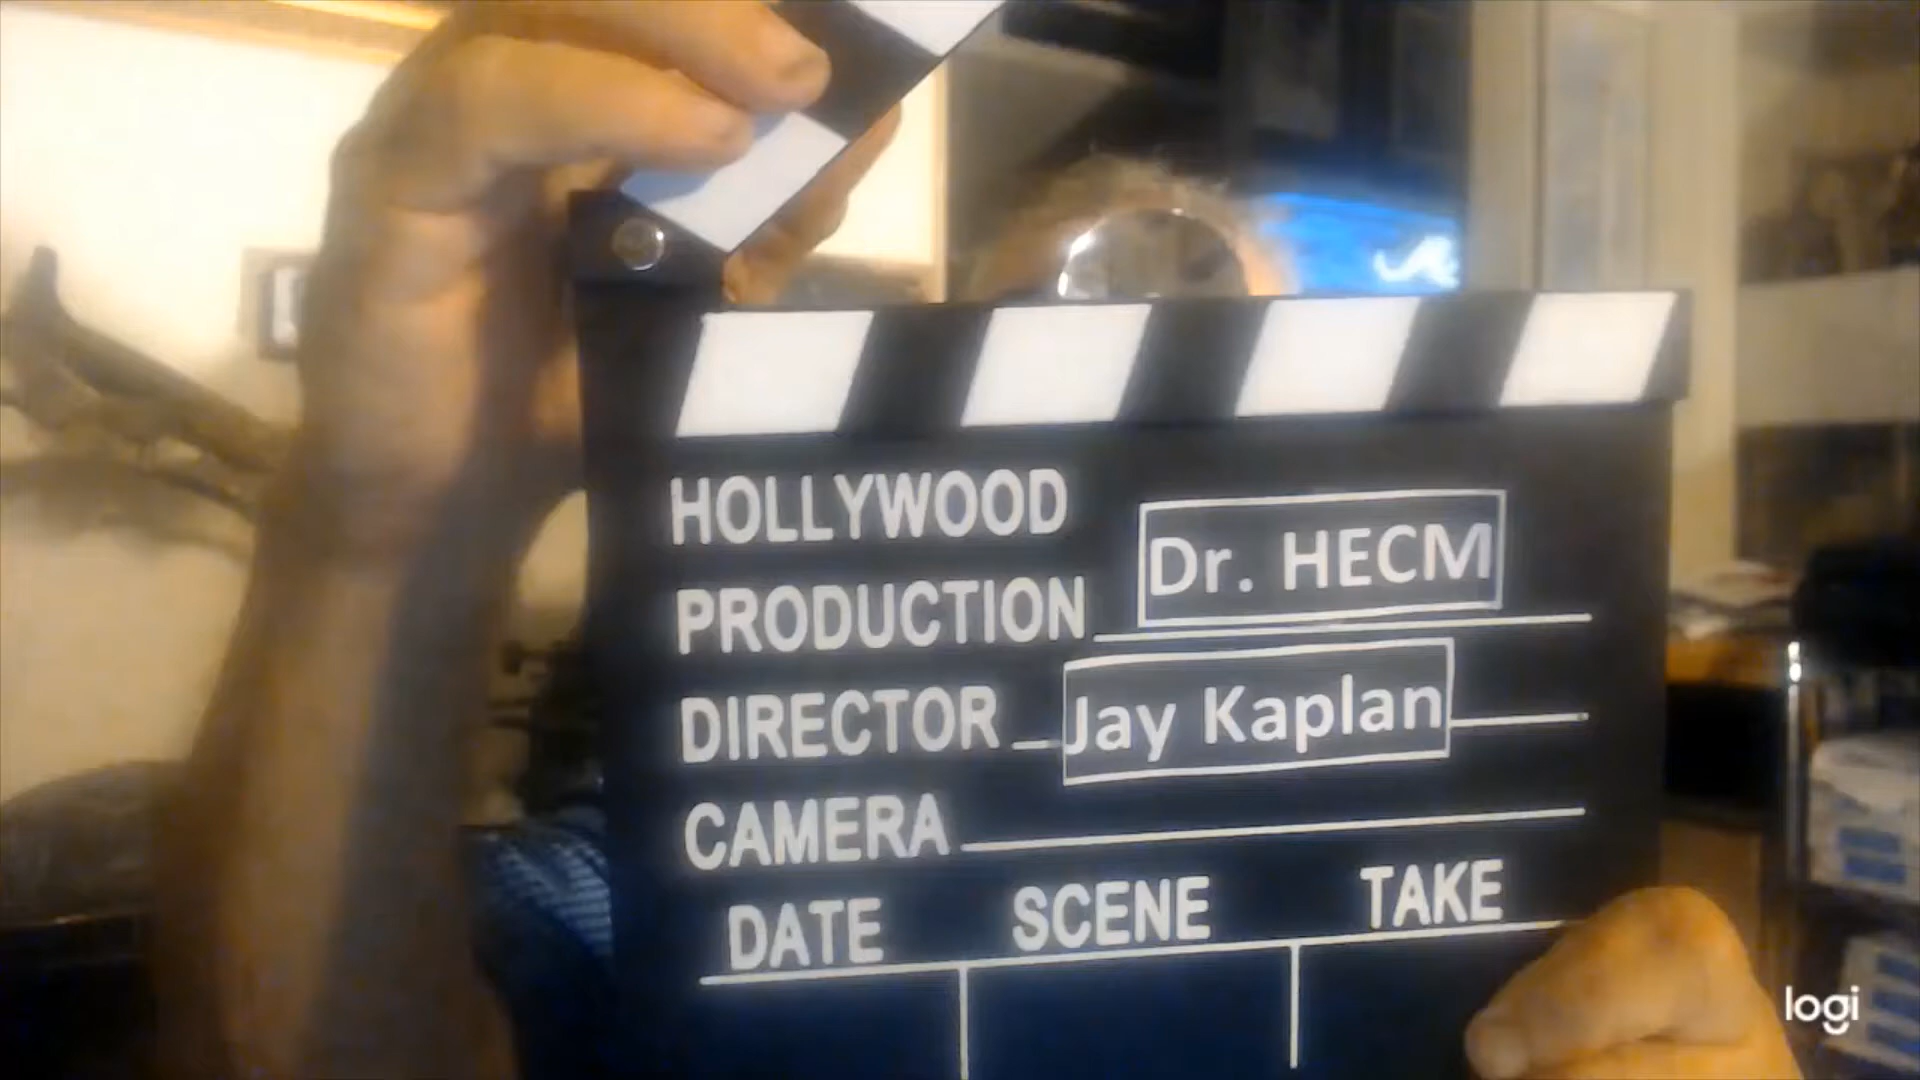 HOLLYWOOD
Dr. HECM
PRODUCTION
DIRECTOR Jay Kaplan
CAMERA
DATE SCENE TAKE
logi